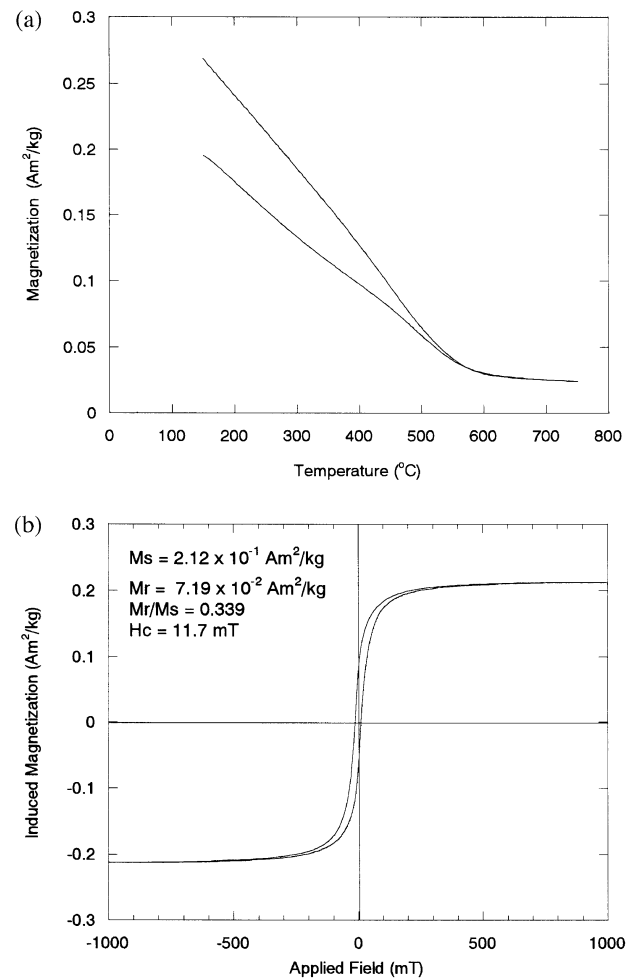 (a)
0.3
0.25
0.2
0.15
0.1
0.05
0
Magnetization (Am²/kg)
0 100 200 300 400 500 600 700 800
Temperature (°C)
(b)
0.3
0.2
0.1
0
-0.1
-0.2
-0.3
Induced Magnetization (Am²/kg)
Ms = 2.12 x 10⁻¹ Am²/kg
Mr = 7.19 x 10⁻² Am²/kg
Mr/Ms = 0.339
Hc = 11.7 mT
-1000 -500 0 500 1000
Applied Field (mT)